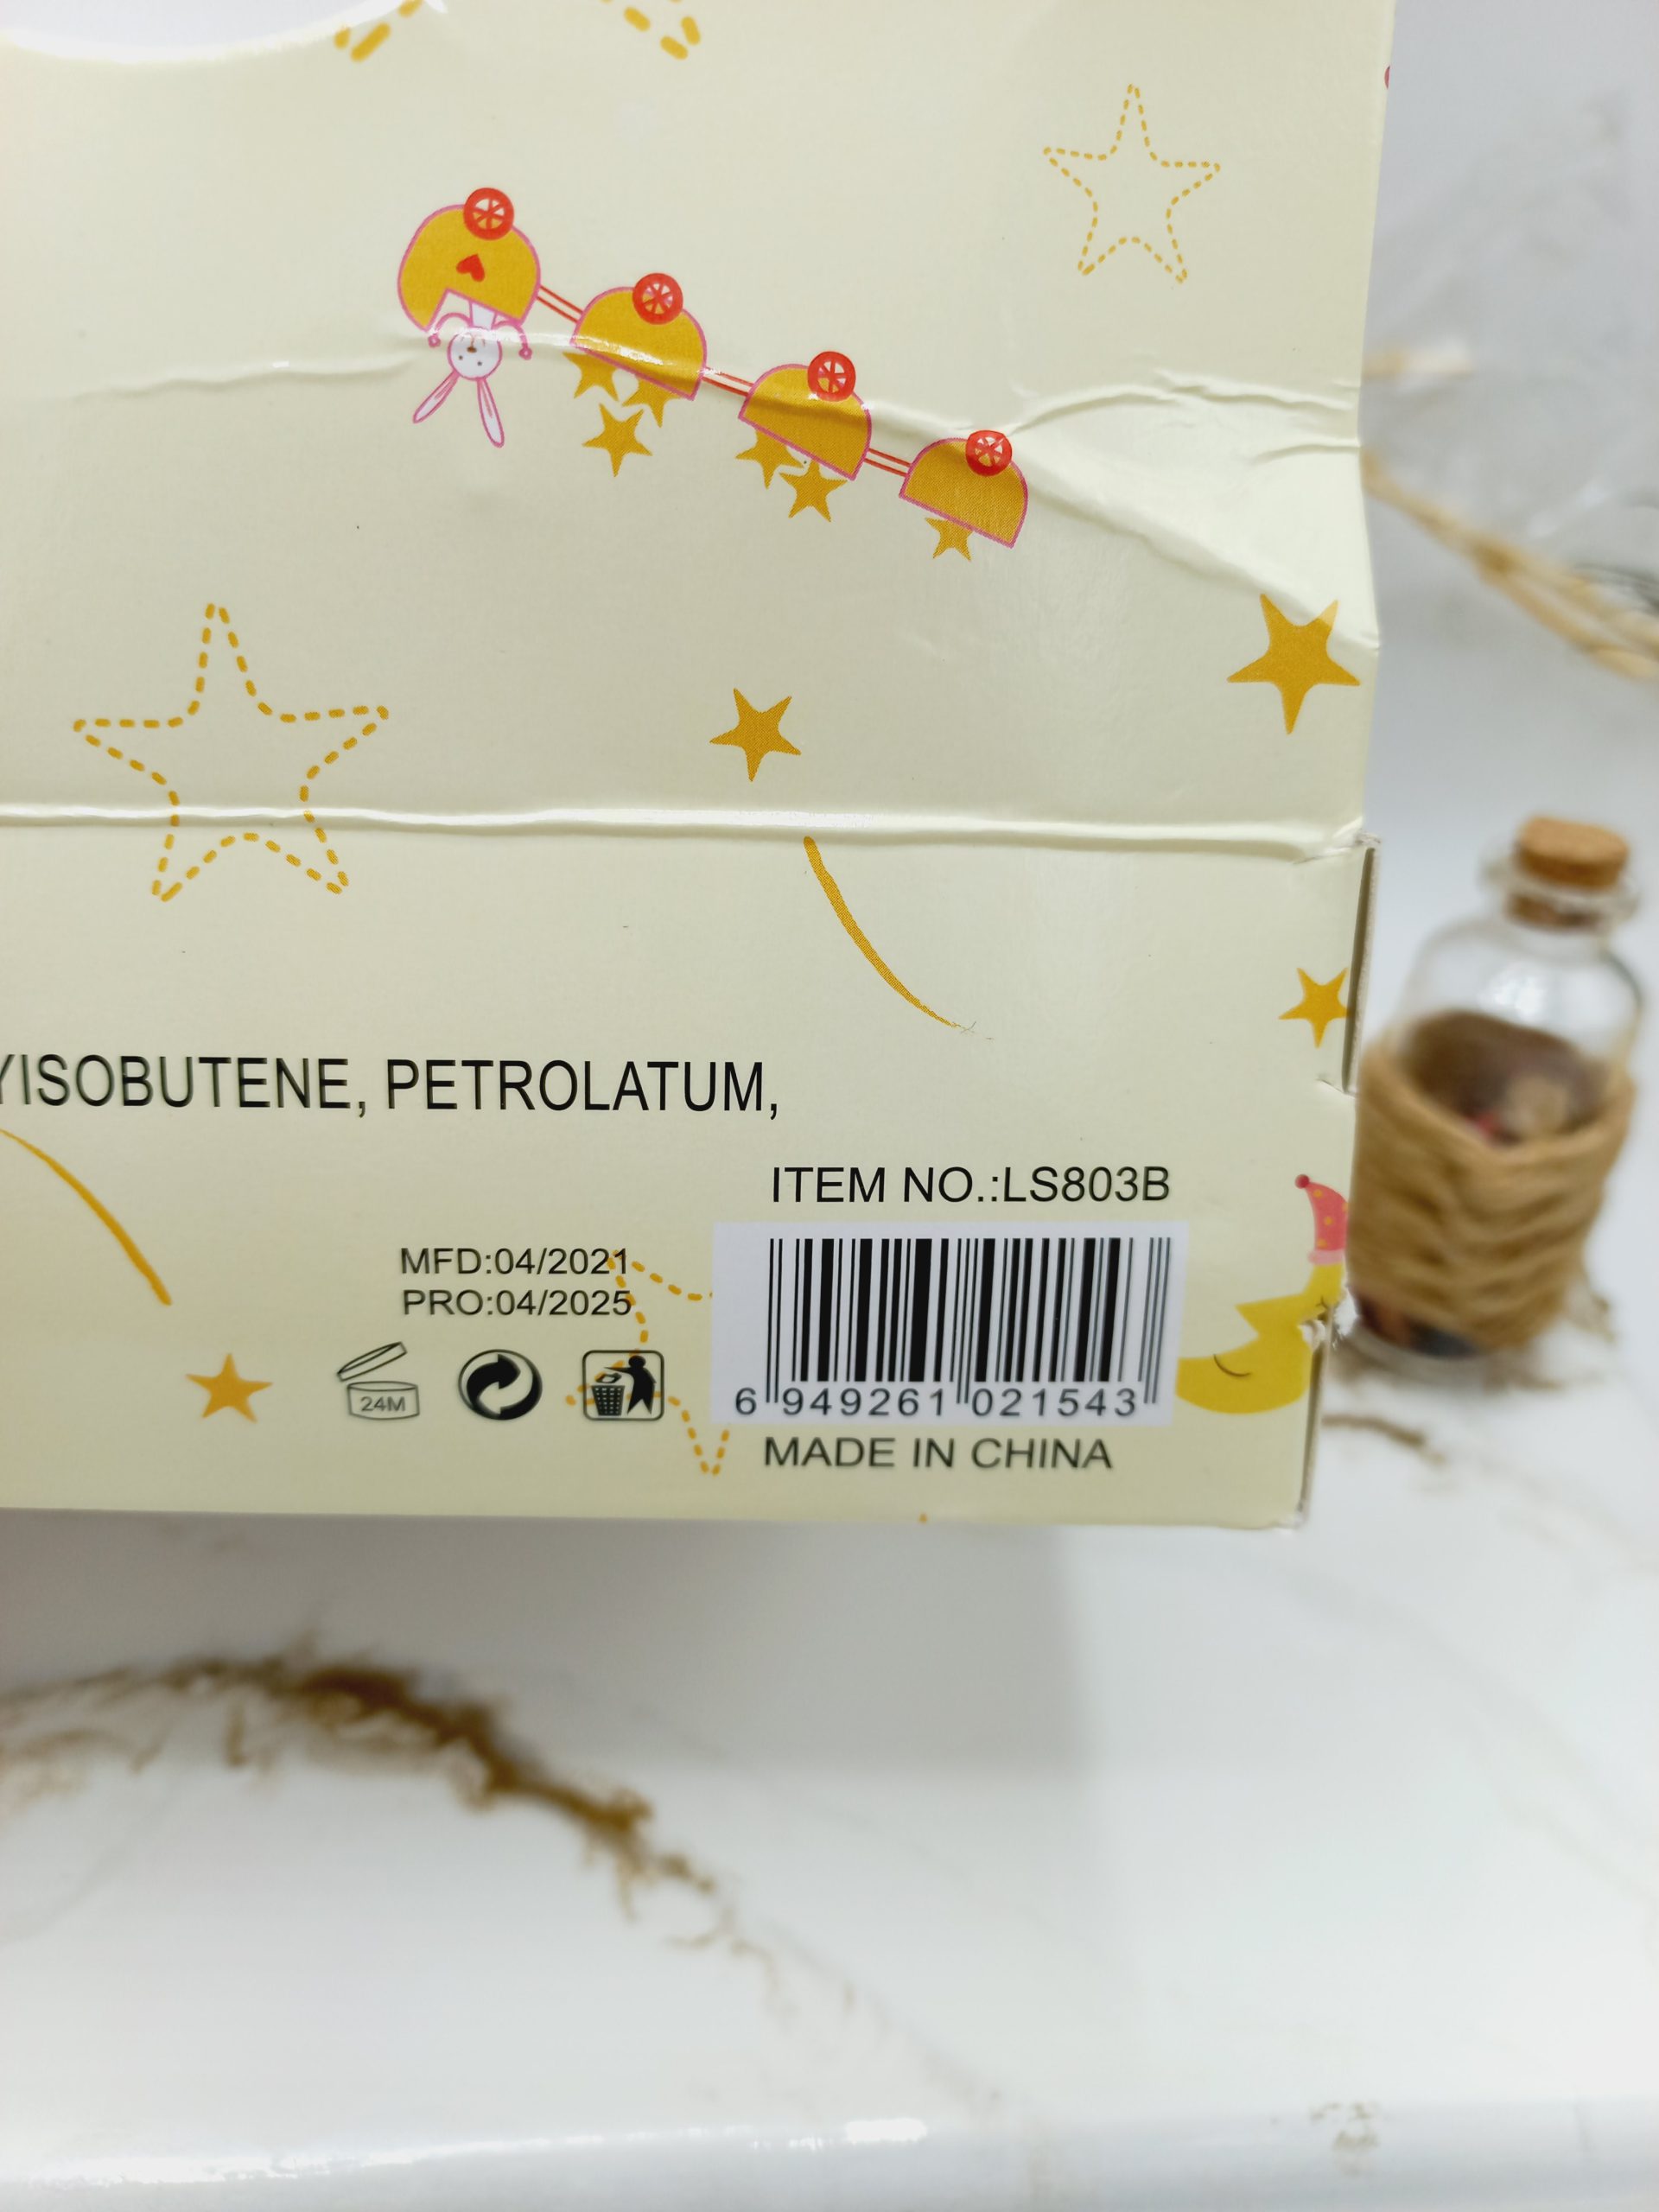 YISOBUTENE, PETROLATUM,
ITEM NO.:LS803B
MFD:04/2021
PRO:04/2025
24M
6 949261 021543
MADE IN CHINA